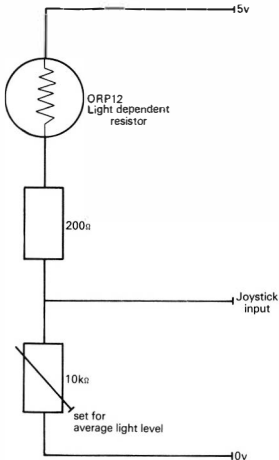 5v
ORP12
Light dependent
resistor
200Ω
Joystick
input
10kΩ
set for
average light level
0v